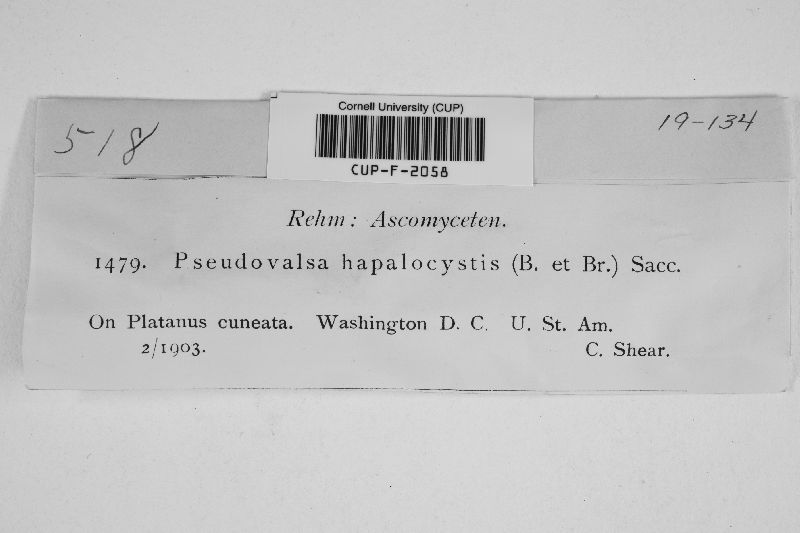 518
Cornell University (CUP)
19-134
CUP-F-2058
Rehm: Ascomyceten.
1479. Pseudovalsa hapalocystis (B. et Br.) Sacc.
On Platanus cuneata. Washington D. C. U. St. Am.
2/1903. C. Shear.